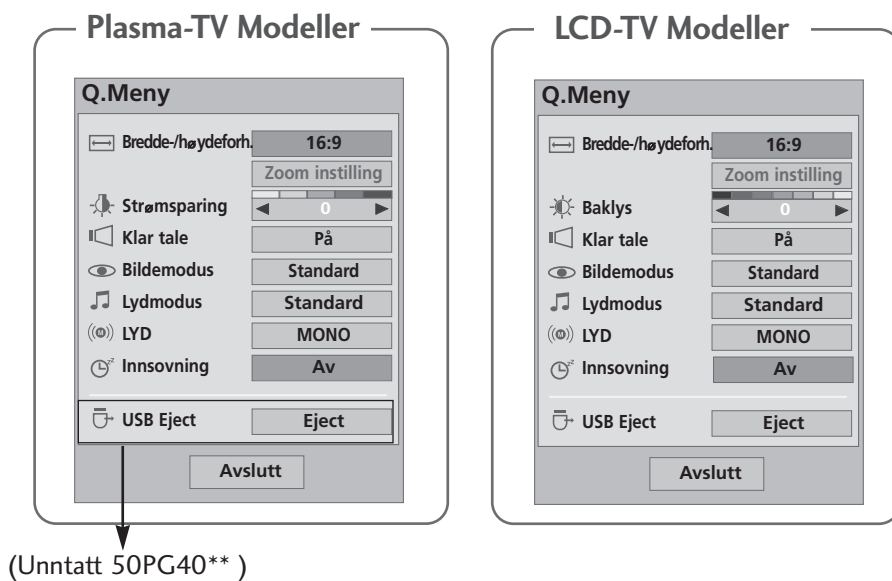 Plasma-TV Modeller
Q.Meny
Bredde-/høydeforh. 16:9
Zoom instilling
Strømsparing 0
Klar tale På
Bildemodus Standard
Lydmodus Standard
LYD MONO
Innsovning Av
USB Eject Eject
Avslutt
(Unntatt 50PG40** )
LCD-TV Modeller
Q.Meny
Bredde-/høydeforh. 16:9
Zoom instilling
Baklys 0
Klar tale På
Bildemodus Standard
Lydmodus Standard
LYD MONO
Innsovning Av
USB Eject Eject
Avslutt